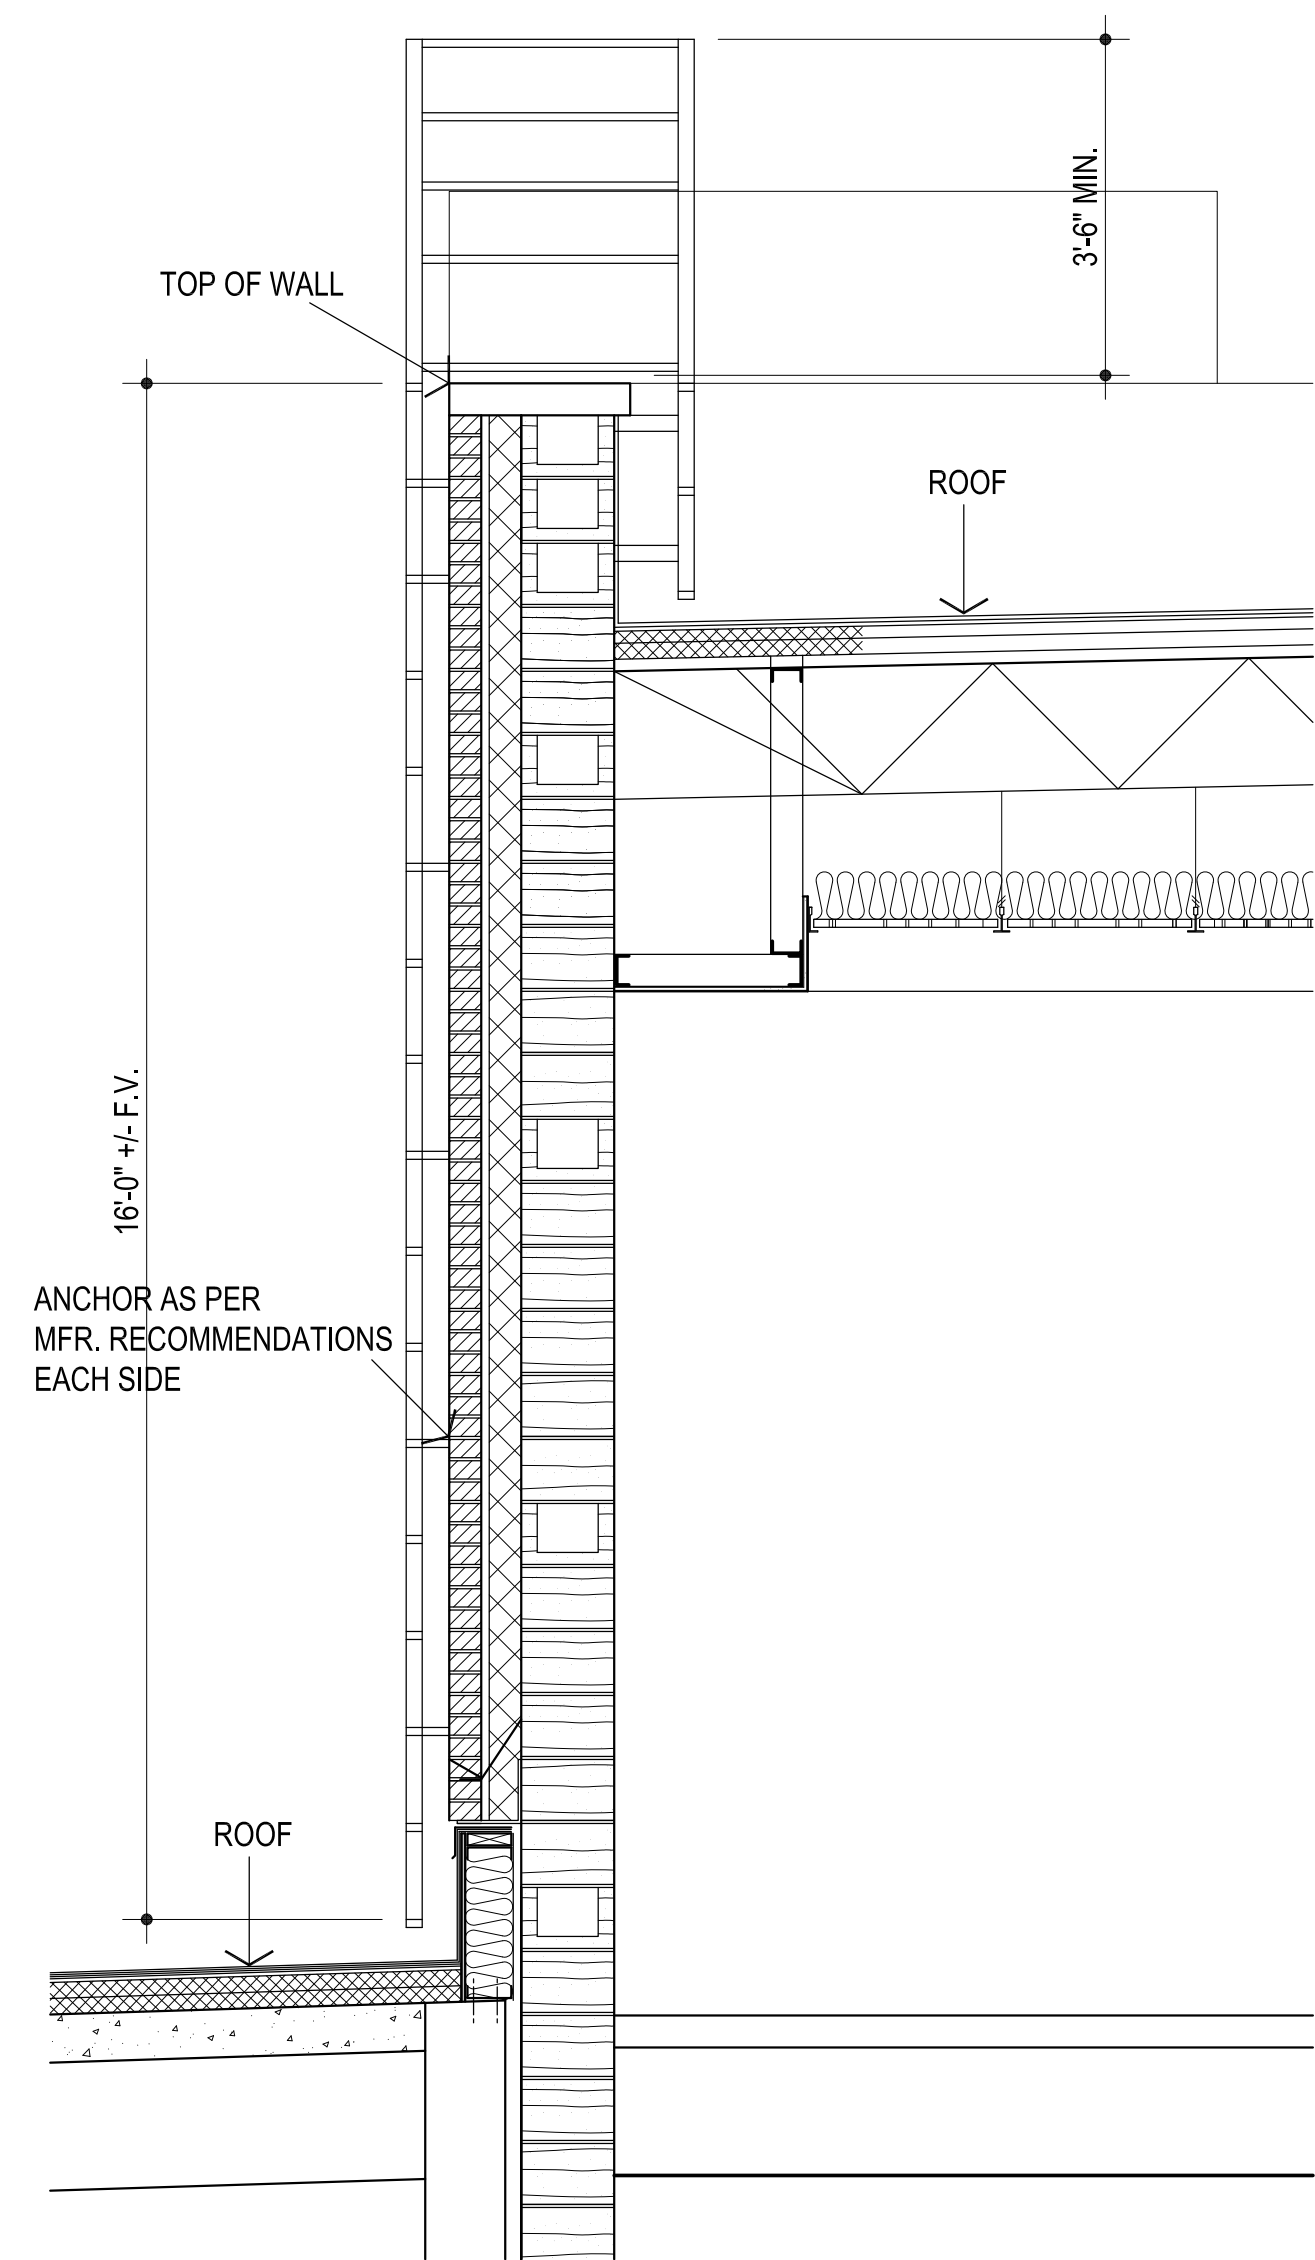 3'-6" MIN.
TOP OF WALL
ROOF
16'-0" +/- F.V.
ANCHOR AS PER
MFR. RECOMMENDATIONS
EACH SIDE
ROOF